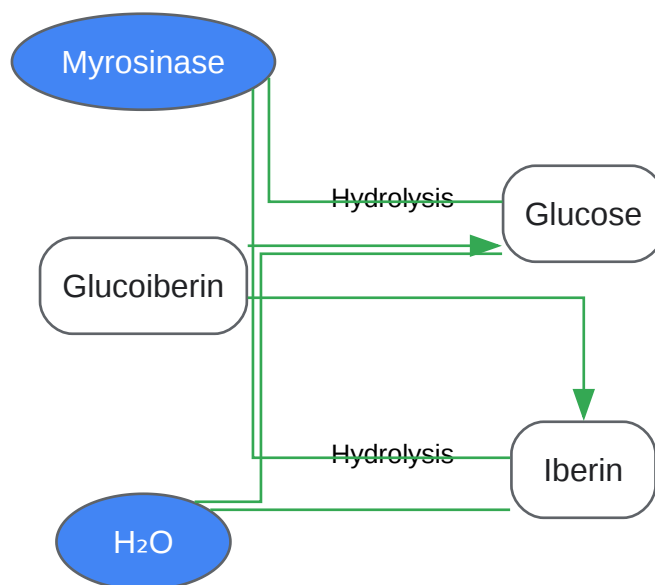 Myrosinase
Hydrolysis
Glucose
Glucoiberin
Hydrolysis
Iberin
H₂O